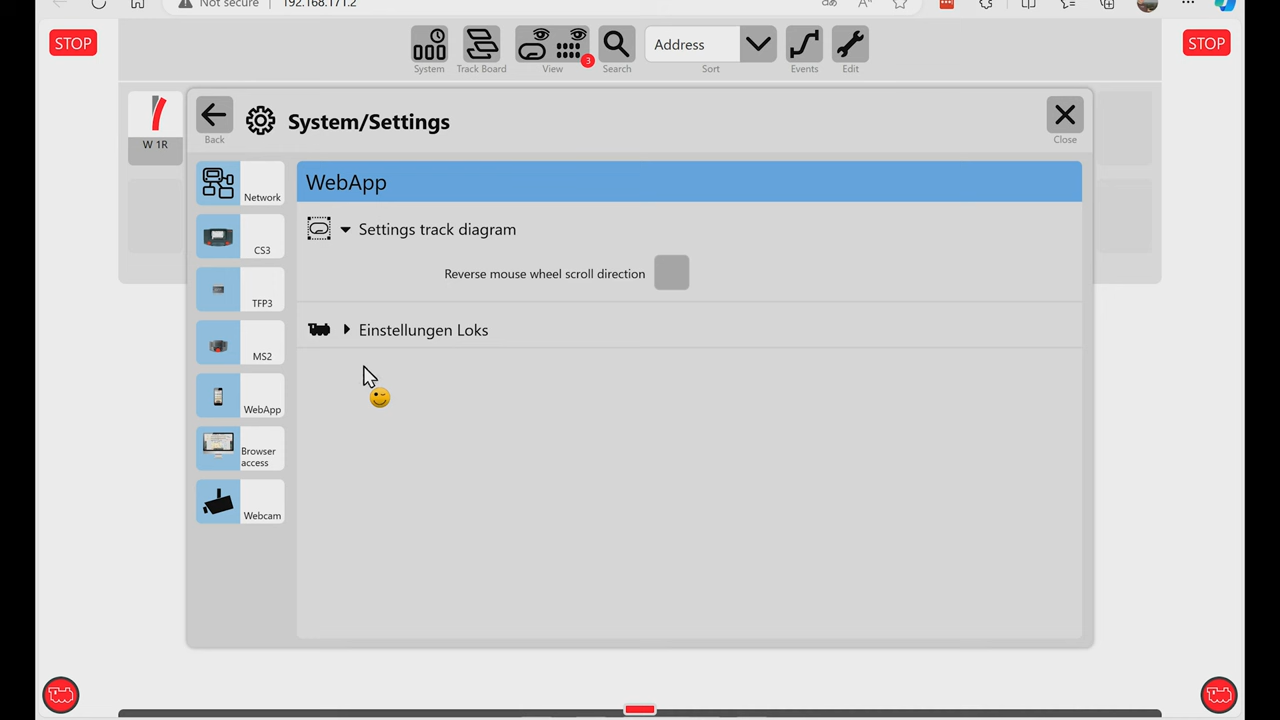 Not secure
192.168.171.2
STOP
System
Track Board
View
3
Search
Address
Sort
Events
Edit
STOP
W 1R
Back
System/Settings
Close
Network
CS3
TFP3
MS2
WebApp
Browser
access
Webcam
WebApp
Settings track diagram
Reverse mouse wheel scroll direction
Einstellungen Loks